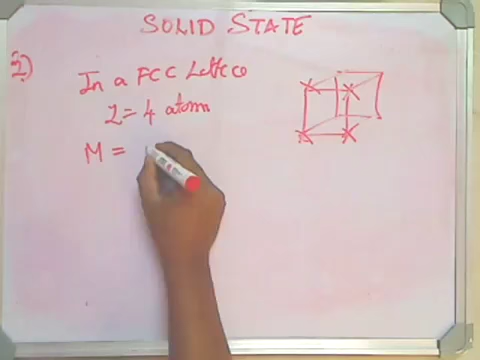 SOLID STATE
2)
In a FCC Lattice
Z = 4 atom
M =